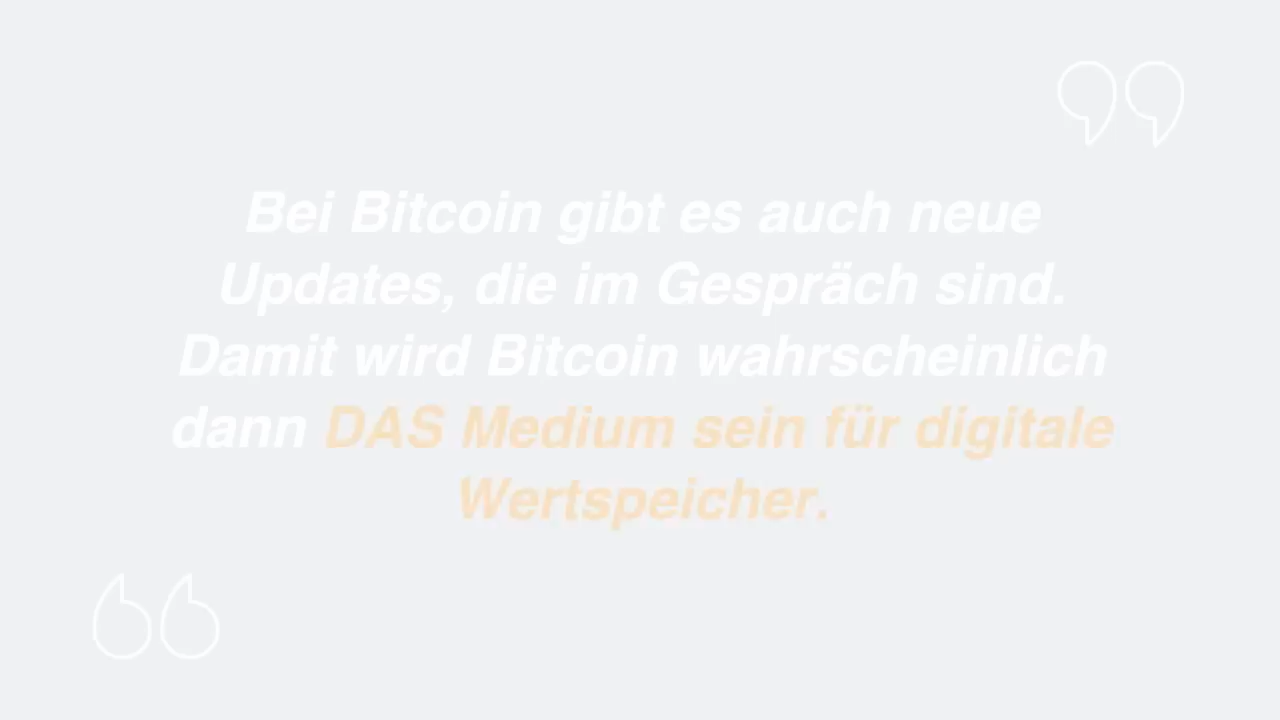 Bei Bitcoin gibt es auch neue
Updates, die im Gespräch sind.
Damit wird Bitcoin wahrscheinlich
dann DAS Medium sein für digitale
Wertspeicher.